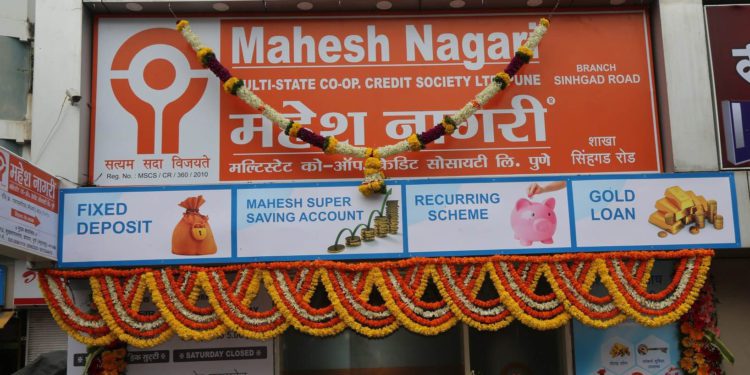 Mahesh Nagari
MULTI-STATE CO-OP. CREDIT SOCIETY LTD. PUNE
BRANCH
SINHGAD ROAD
महेश नागरी
®
मल्टिस्टेट को-ऑप. क्रेडिट सोसायटी लि. पुणे
शाखा
सिंहगड रोड
सत्यम सदा विजयते
Reg. No.: MSCS / CR / 360 / 2010
महेश नागरी
FIXED
DEPOSIT
MAHESH SUPER
SAVING ACCOUNT
RECURRING
SCHEME
GOLD
LOAN
SATURDAY CLOSED